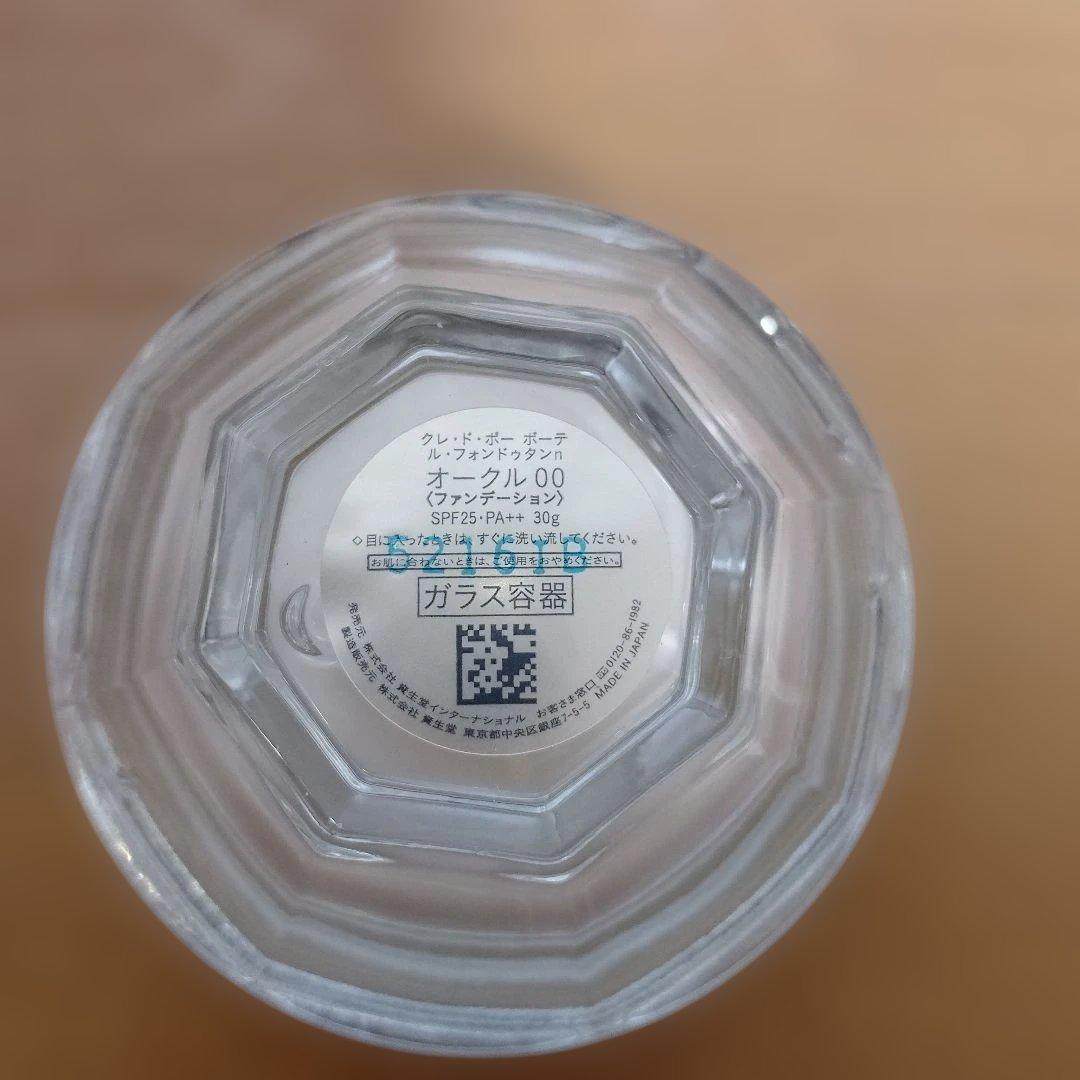 クレ・ド・ポー ボーテ
ル・フォンドゥタンn
オークル00
〈ファンデーション〉
SPF25・PA++ 30g
◇目に入ったときは、すぐに洗い流してください。
お肌に合わないときは、ご使用をおやめください。
5216IB
ガラス容器
発売元 株式会社 資生堂インターナショナル お客さま窓口 0120-86-1982
製造販売元 株式会社 資生堂 東京都中央区銀座7-5-5 MADE IN JAPAN